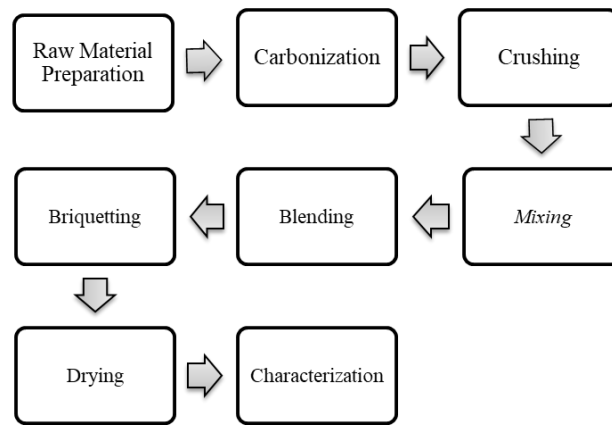 Raw Material
Preparation
Carbonization
Crushing
Mixing
Blending
Briquetting
Drying
Characterization